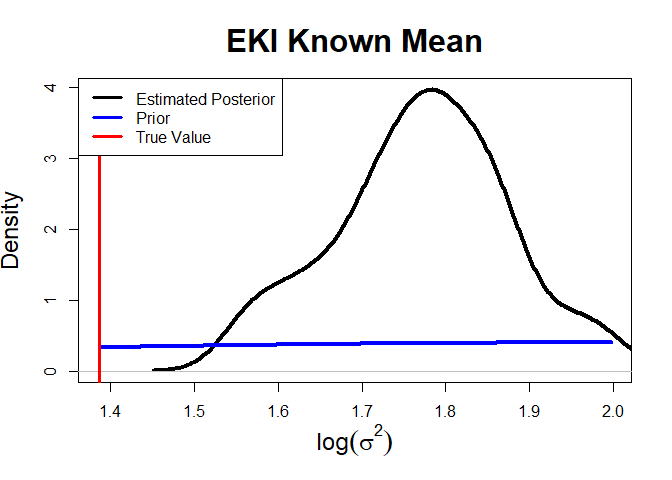 EKI Known Mean
Estimated Posterior
Prior
True Value
Density
4
3
2
1
0
1.4 1.5 1.6 1.7 1.8 1.9 2.0
log(σ²)